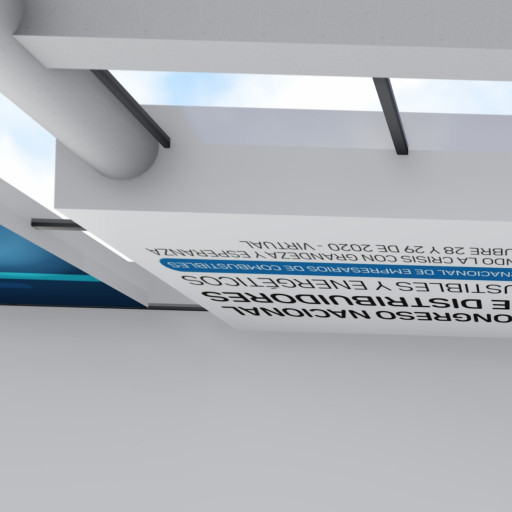 ONGRESO NACIONAL
E DISTRIBUIDORES
USTIBLES Y ENERGÉTICOS
NACIONAL DE EMPRESARIOS DE COMBUSTIBLES
NDO LA CRISIS CON GRANDEZA Y ESPERANZA
UBRE 28 Y 29 DE 2020 - VIRTUAL